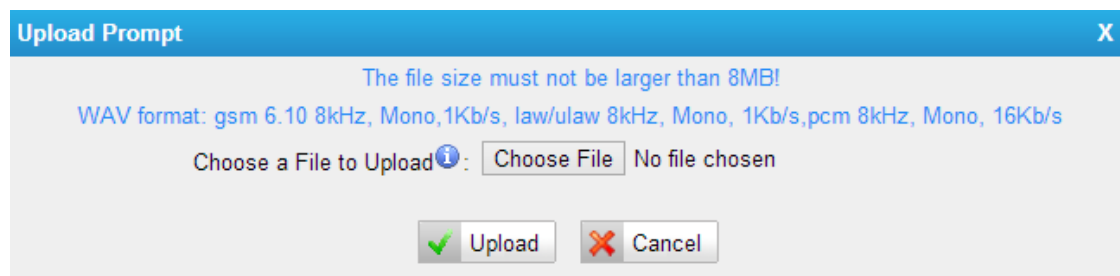 Upload Prompt X
The file size must not be larger than 8MB!
WAV format: gsm 6.10 8kHz, Mono,1Kb/s, law/ulaw 8kHz, Mono, 1Kb/s,pcm 8kHz, Mono, 16Kb/s
Choose a File to Upload i : Choose File No file chosen
Upload Cancel